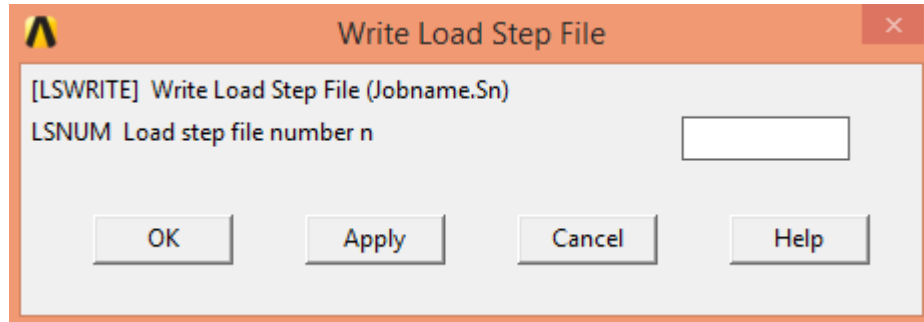 Write Load Step File
[LSWRITE] Write Load Step File (Jobname.Sn)
LSNUM Load step file number n
OK Apply Cancel Help